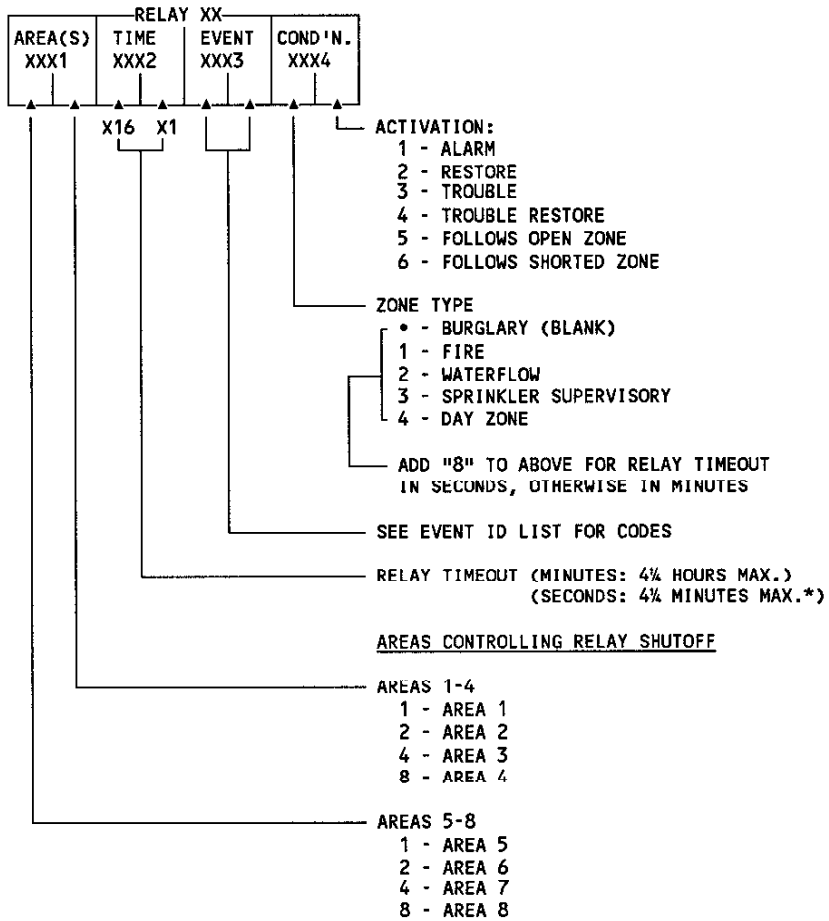 RELAY XX
AREA(S) TIME EVENT COND'N.
XXX1 XXX2 XXX3 XXX4
X16 X1
ACTIVATION:
1 - ALARM
2 - RESTORE
3 - TROUBLE
4 - TROUBLE RESTORE
5 - FOLLOWS OPEN ZONE
6 - FOLLOWS SHORTED ZONE
ZONE TYPE
• - BURGLARY (BLANK)
1 - FIRE
2 - WATERFLOW
3 - SPRINKLER SUPERVISORY
4 - DAY ZONE
ADD "8" TO ABOVE FOR RELAY TIMEOUT
IN SECONDS, OTHERWISE IN MINUTES
SEE EVENT ID LIST FOR CODES
RELAY TIMEOUT (MINUTES: 4¼ HOURS MAX.)
(SECONDS: 4¼ MINUTES MAX.*)
AREAS CONTROLLING RELAY SHUTOFF
AREAS 1-4
1 - AREA 1
2 - AREA 2
4 - AREA 3
8 - AREA 4
AREAS 5-8
1 - AREA 5
2 - AREA 6
4 - AREA 7
8 - AREA 8